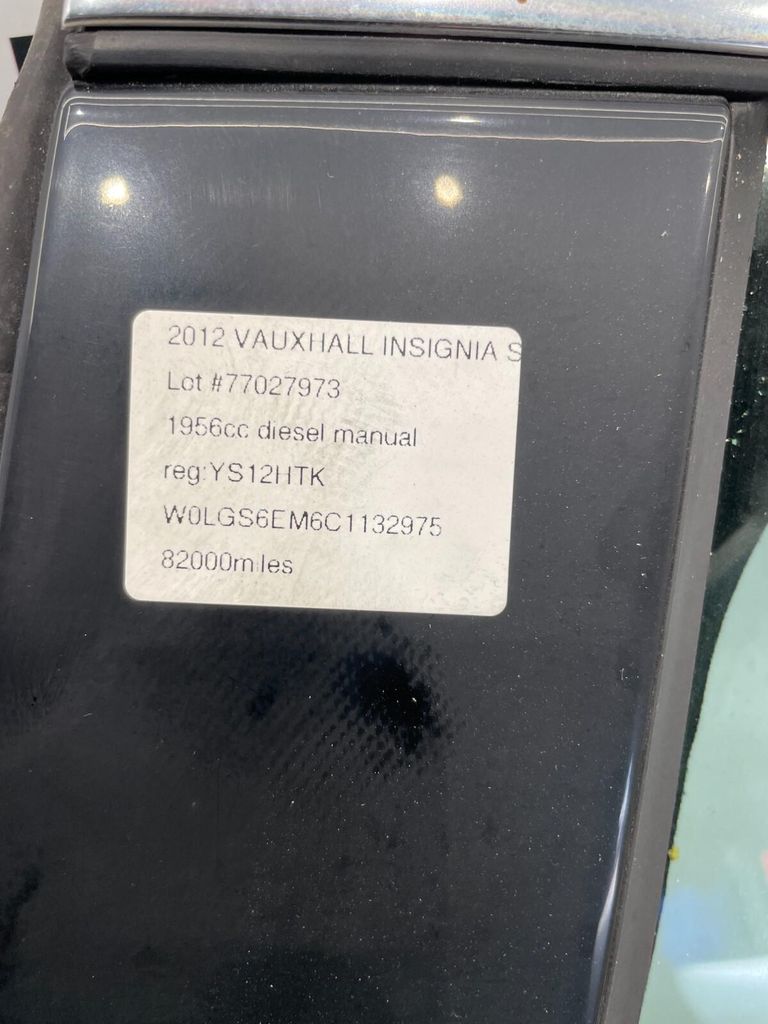 2012 VAUXHALL INSIGNIA S
Lot #77027973
1956cc diesel manual
reg:YS12HTK
W0LGS6EM6C1132975
82000miles